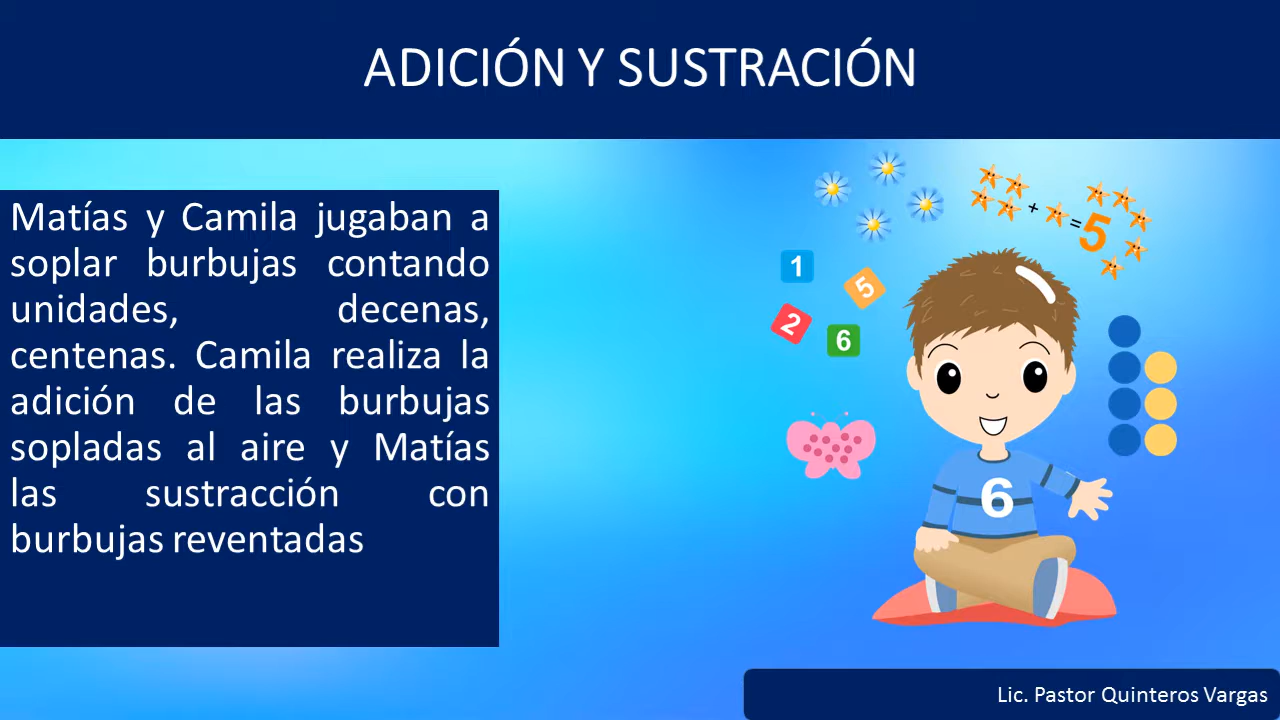 ADICIÓN Y SUSTRACIÓN
Matías y Camila jugaban a
soplar burbujas contando
unidades, decenas,
centenas. Camila realiza la
adición de las burbujas
sopladas al aire y Matías
las sustracción con
burbujas reventadas
+ = 5
1
5
2
6
6
Lic. Pastor Quinteros Vargas